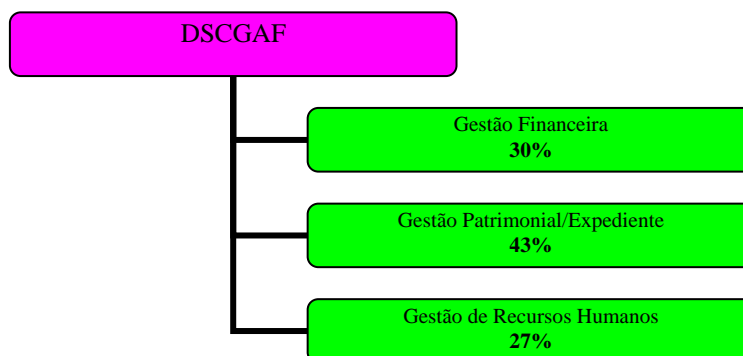 DSCGAF
Gestão Financeira
30%
Gestão Patrimonial/Expediente
43%
Gestão de Recursos Humanos
27%